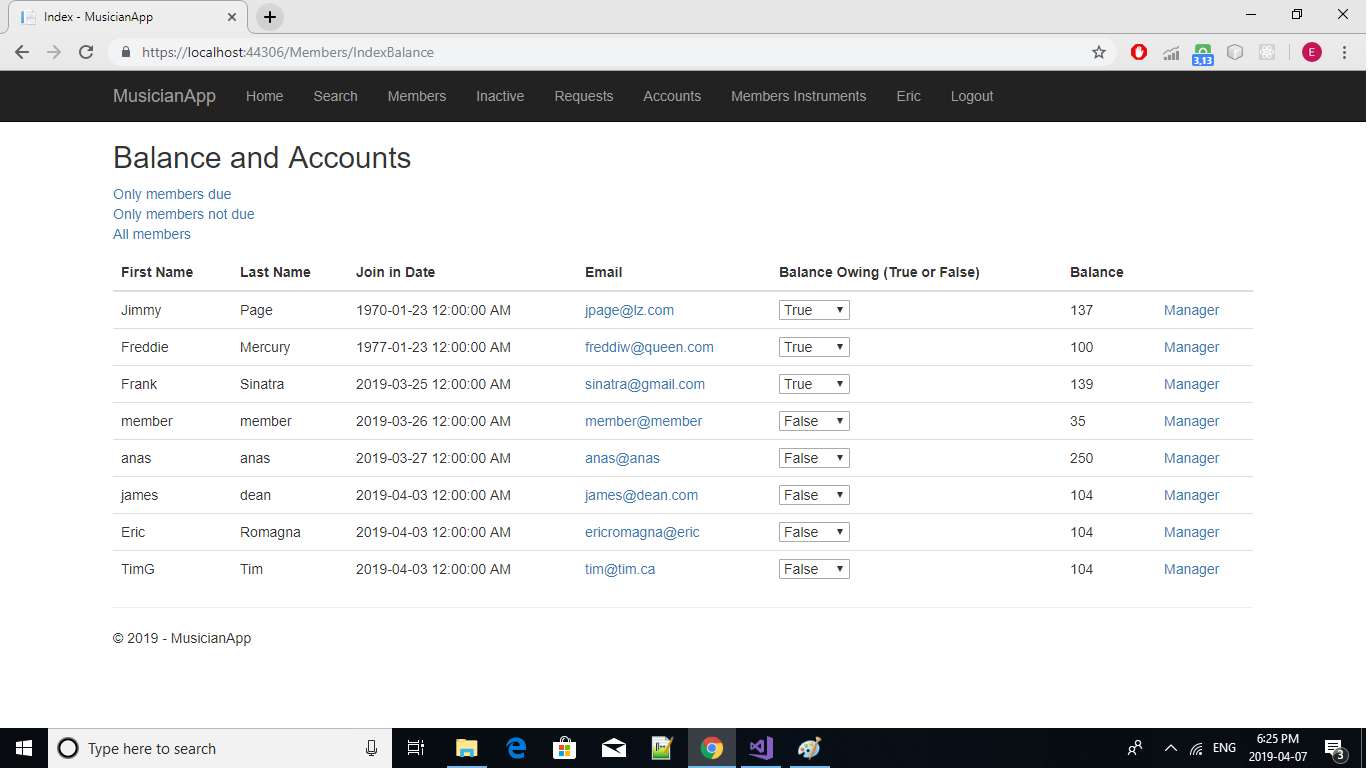 Index - MusicianApp
https://localhost:44306/Members/IndexBalance
3,13
E
MusicianApp Home Search Members Inactive Requests Accounts Members Instruments Eric Logout
Balance and Accounts
Only members due
Only members not due
All members
First Name Last Name Join in Date Email Balance Owing (True or False) Balance
Jimmy Page 1970-01-23 12:00:00 AM jpage@lz.com True 137 Manager
Freddie Mercury 1977-01-23 12:00:00 AM freddiw@queen.com True 100 Manager
Frank Sinatra 2019-03-25 12:00:00 AM sinatra@gmail.com True 139 Manager
member member 2019-03-26 12:00:00 AM member@member False 35 Manager
anas anas 2019-03-27 12:00:00 AM anas@anas False 250 Manager
james dean 2019-04-03 12:00:00 AM james@dean.com False 104 Manager
Eric Romagna 2019-04-03 12:00:00 AM ericromagna@eric False 104 Manager
TimG Tim 2019-04-03 12:00:00 AM tim@tim.ca False 104 Manager
© 2019 - MusicianApp
Type here to search
ENG
6:25 PM
2019-04-07
3